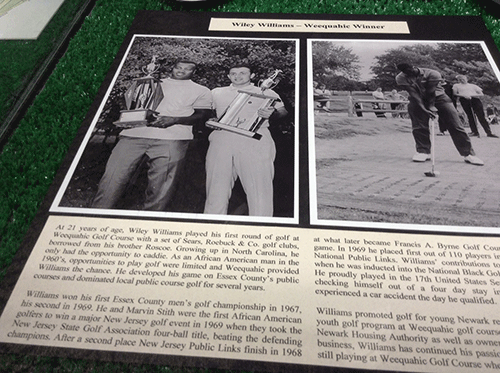 Wiley Williams – Weequahic Winner
At 21 years of age, Wiley Williams played his first round of golf at
Weequahic Golf Course with a set of Sears, Roebuck & Co. golf clubs,
borrowed from his brother Roscoe. Growing up in North Carolina, he
only had the opportunity to caddie. As an African American man in the
1960's, opportunities to play golf were limited and Weequahic provided
Williams the chance. He developed his game on Essex County's public
courses and dominated local public course golf for several years.
Williams won his first Essex County men's golf championship in 1967,
his second in 1969. He and Marvin Stith were the first African American
golfers to win a major New Jersey golf event in 1969 when they took the
New Jersey State Golf Association four-ball title, beating the defending
champions. After a second place New Jersey Public Links finish in 1968
at what later became Francis A. Byrne Golf Cou
game. In 1969 he placed first out of 110 players in
National Public Links. Williams' contributions to
when he was inducted into the National Black Gol
He proudly played in the 17th United States Se
checking himself out of a four day stay in
experienced a car accident the day he qualified.
Williams promoted golf for young Newark res
youth golf program at Weequahic golf course
Newark Housing Authority as well as owned
business, Williams has continued his passion
still playing at Weequahic Golf Course whe